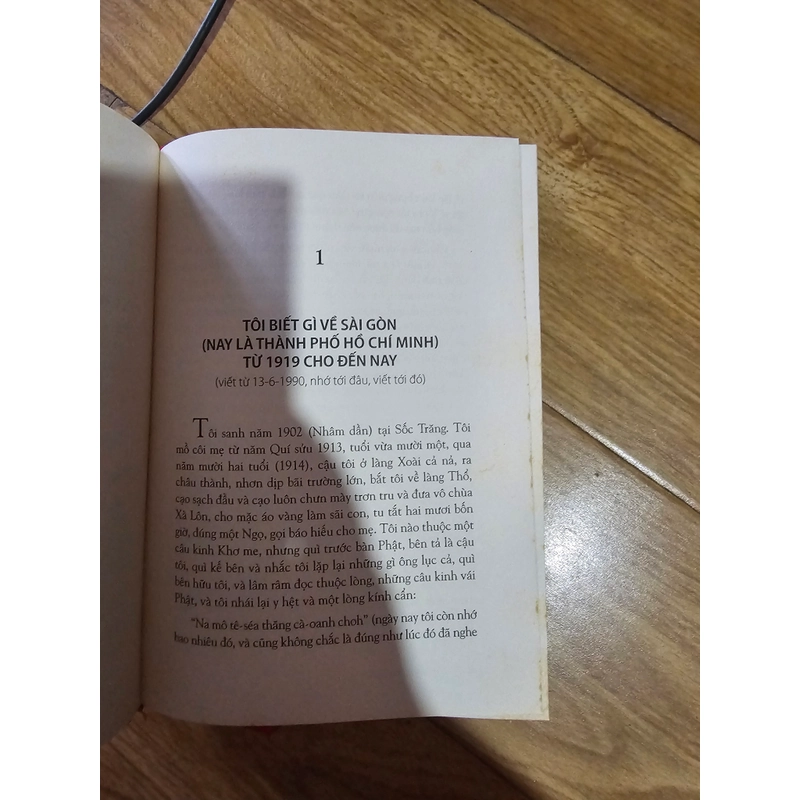 1
TÔI BIẾT GÌ VỀ SÀI GÒN
(NAY LÀ THÀNH PHỐ HỒ CHÍ MINH)
TỪ 1919 CHO ĐẾN NAY
(viết từ 13-6-1990, nhớ tới đâu, viết tới đó)
Tôi sanh năm 1902 (Nhâm dần) tại Sốc Trăng. Tôi
mồ côi mẹ từ năm Quí sửu 1913, tuổi vừa mười một, qua
năm mười hai tuổi (1914), cậu tôi ở làng Xoài cả nả, ra
châu thành, nhơn dịp bãi trường lớn, bắt tôi về làng Thổ,
cạo sạch đầu và cạo luôn chưn mày trơn tru và đưa vô chùa
Xà Lôn, cho mặc áo vàng làm sãi con, tu tắt hai mươi bốn
giờ, đúng một Ngọ, gọi báo hiếu cho mẹ. Tôi nào thuộc một
câu kinh Khơ me, nhưng quì trước bàn Phật, bên tả là cậu
tôi, quì kế bên và nhắc tôi lặp lại những gì ông lục cả, quì
bên hữu tôi, và lâm râm đọc thuộc lòng, những câu kinh vái
Phật, và tôi nhái lại y hệt và một lòng kính cẩn:
“Na mô tê-séa thăng cà-oanh choh” (ngày nay tôi còn nhớ
bao nhiêu đó, và cũng không chắc là đúng như lúc đó đã nghe